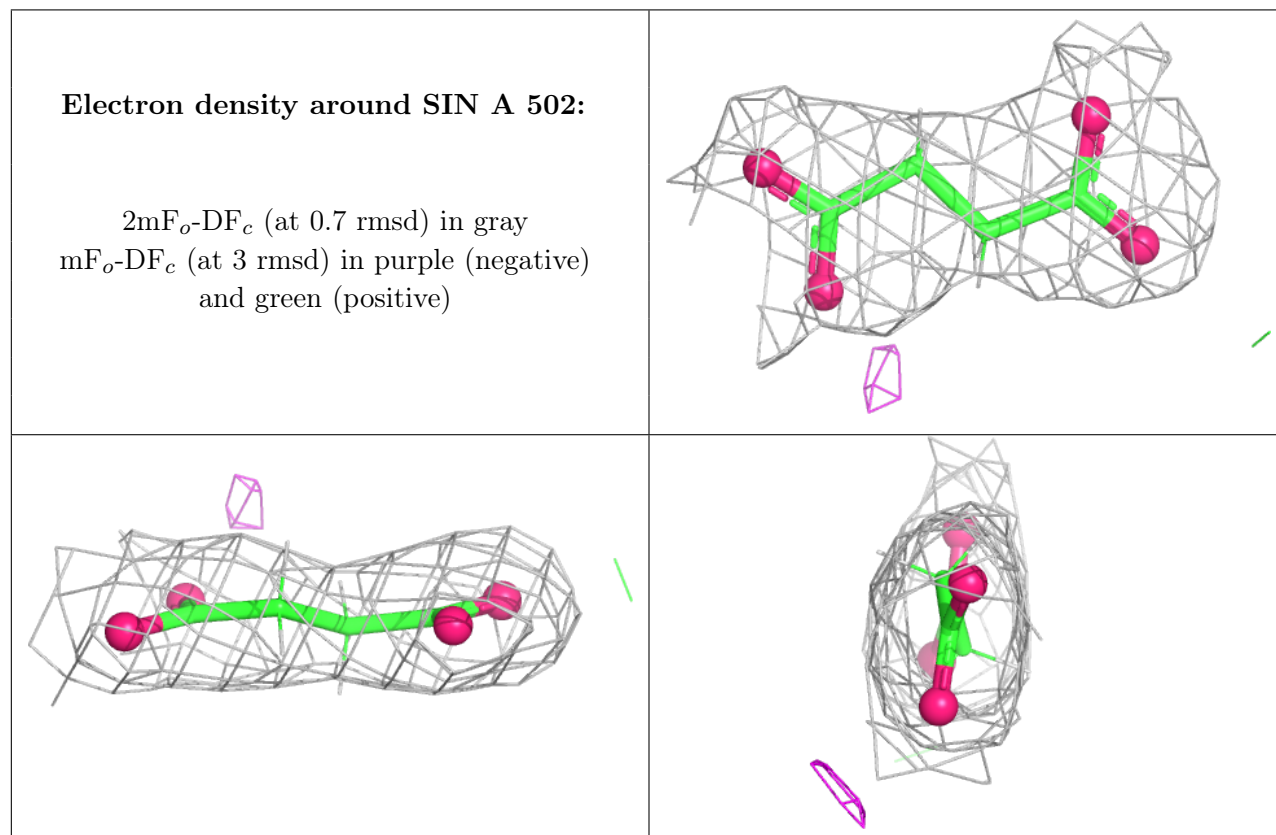 Electron density around SIN A 502:
2mFo-DFc (at 0.7 rmsd) in gray
mFo-DFc (at 3 rmsd) in purple (negative)
and green (positive)